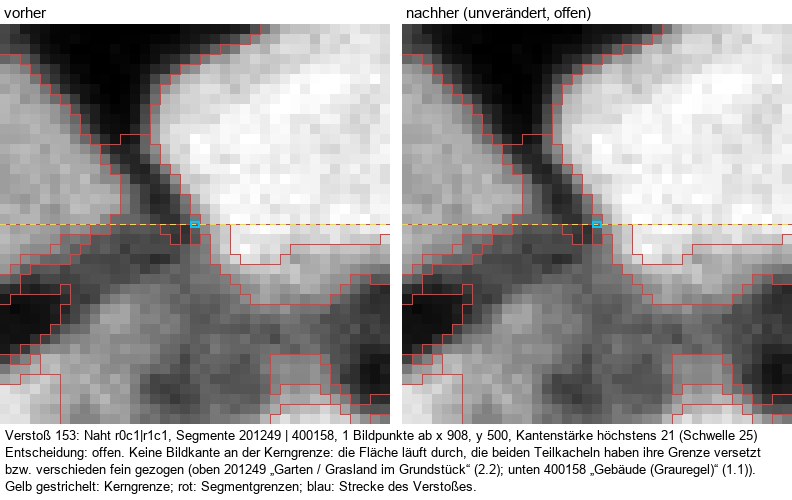 vorher
nachher (unverändert, offen)
Verstoß 153: Naht r0c1|r1c1, Segmente 201249 | 400158, 1 Bildpunkte ab x 908, y 500, Kantenstärke höchstens 21 (Schwelle 25)
Entscheidung: offen. Keine Bildkante an der Kerngrenze: die Fläche läuft durch, die beiden Teilkacheln haben ihre Grenze versetzt
bzw. verschieden fein gezogen (oben 201249 „Garten / Grasland im Grundstück“ (2.2); unten 400158 „Gebäude (Grauregel)“ (1.1)).
Gelb gestrichelt: Kerngrenze; rot: Segmentgrenzen; blau: Strecke des Verstoßes.